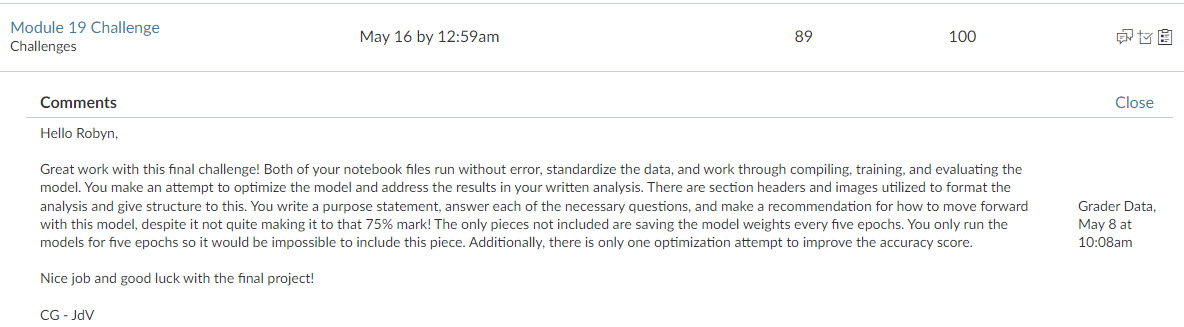 Module 19 Challenge
Challenges
May 16 by 12:59am
89
100
Comments
Close
Hello Robyn,
Great work with this final challenge! Both of your notebook files run without error, standardize the data, and work through compiling, training, and evaluating the
model. You make an attempt to optimize the model and address the results in your written analysis. There are section headers and images utilized to format the
analysis and give structure to this. You write a purpose statement, answer each of the necessary questions, and make a recommendation for how to move forward
with this model, despite it not quite making it to that 75% mark! The only pieces not included are saving the model weights every five epochs. You only run the
models for five epochs so it would be impossible to include this piece. Additionally, there is only one optimization attempt to improve the accuracy score.
Nice job and good luck with the final project!
CG - JdV
Grader Data,
May 8 at
10:08am